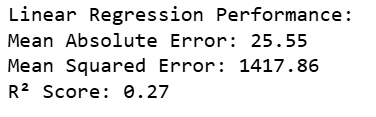 Linear Regression Performance:
Mean Absolute Error: 25.55
Mean Squared Error: 1417.86
R² Score: 0.27